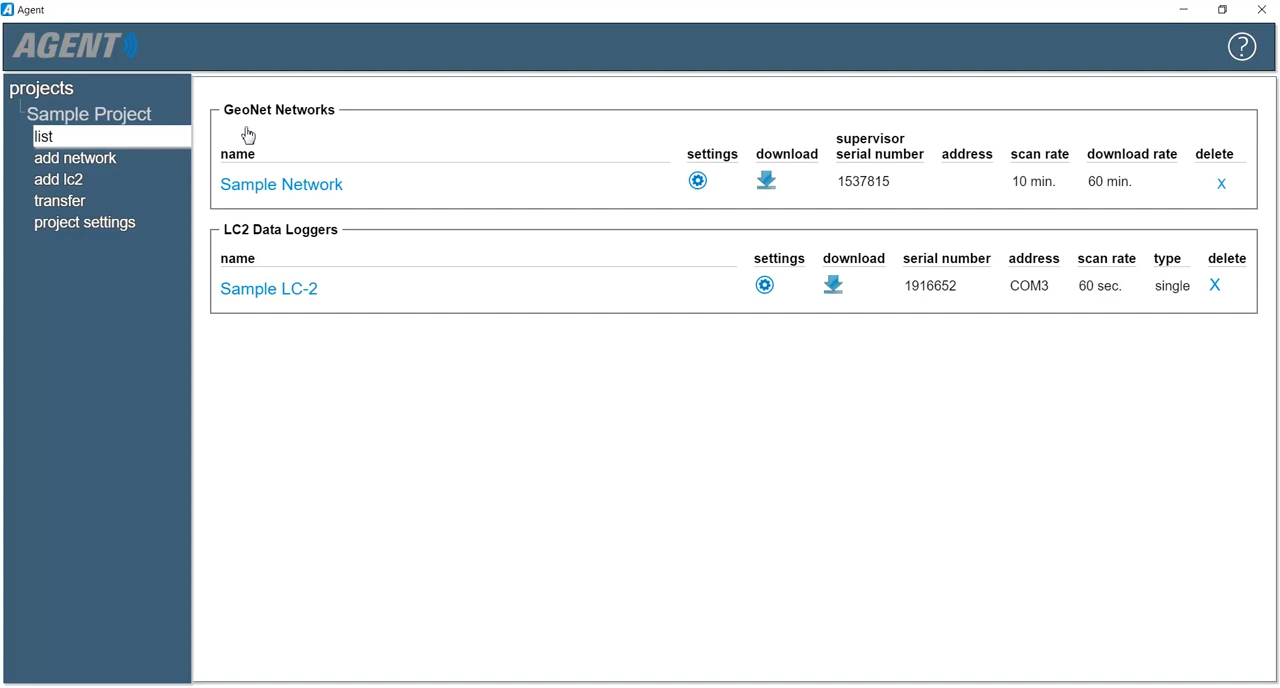 Agent
AGENT
?
projects
Sample Project
list
add network
add lc2
transfer
project settings
GeoNet Networks
name settings download supervisor serial number address scan rate download rate delete
Sample Network 1537815 10 min. 60 min. X
LC2 Data Loggers
name settings download serial number address scan rate type delete
Sample LC-2 1916652 COM3 60 sec. single X